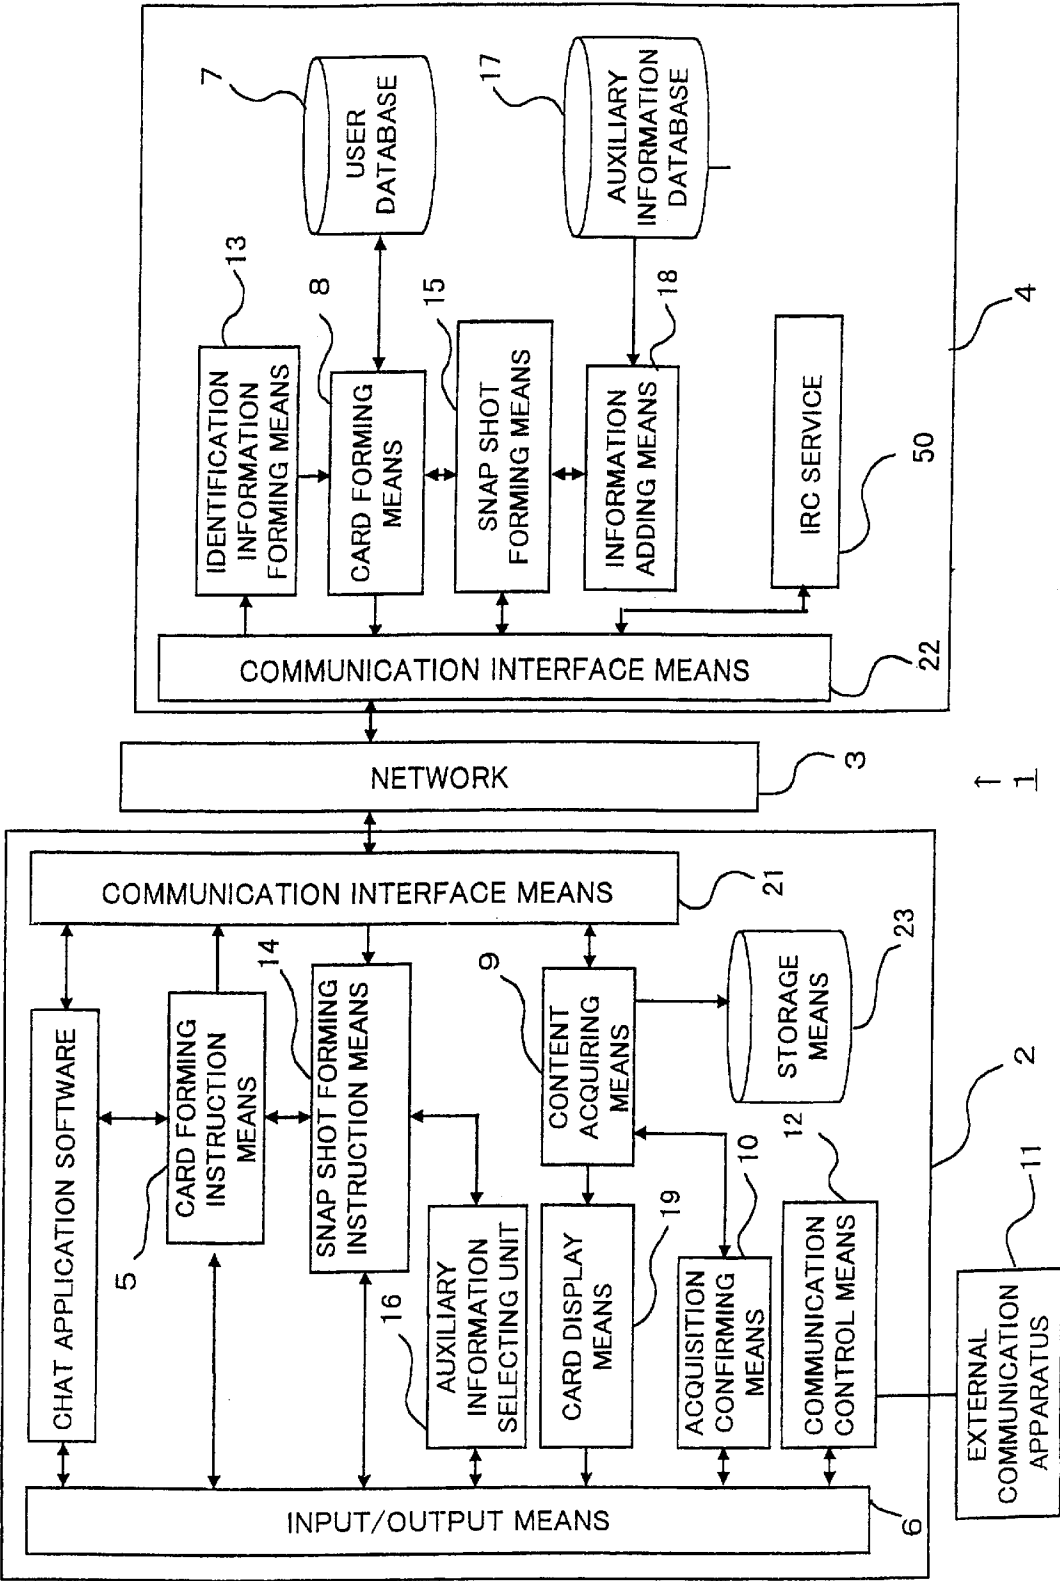 CHAT APPLICATION SOFTWARE
5
CARD FORMING
INSTRUCTION
MEANS
14
SNAP SHOT FORMING
INSTRUCTION MEANS
16
AUXILIARY
INFORMATION
SELECTING UNIT
9
CONTENT
ACQUIRING
MEANS
CARD DISPLAY
MEANS
19
ACQUISITION
CONFIRMING
MEANS
10
COMMUNICATION
CONTROL MEANS
12
STORAGE
MEANS
23
INPUT/OUTPUT MEANS
6
EXTERNAL
COMMUNICATION
APPARATUS
11
2
COMMUNICATION INTERFACE MEANS
21
NETWORK
3
1
COMMUNICATION INTERFACE MEANS
22
IDENTIFICATION
INFORMATION
FORMING MEANS
13
CARD FORMING
MEANS
8
SNAP SHOT
FORMING MEANS
15
INFORMATION
ADDING MEANS
18
IRC SERVICE
50
USER
DATABASE
7
AUXILIARY
INFORMATION
DATABASE
17
4